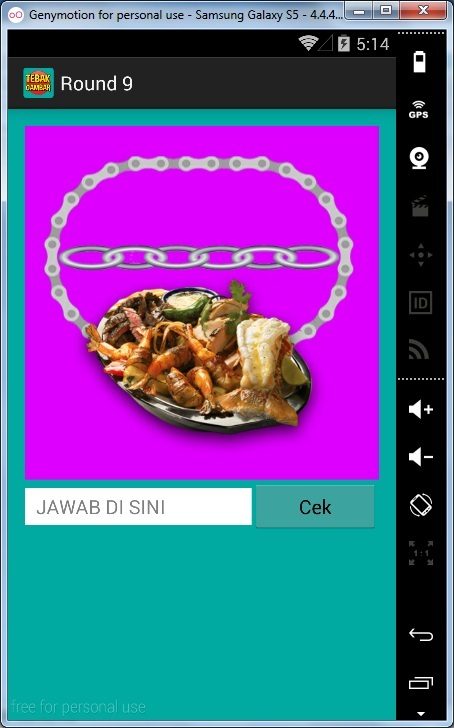 Genymotion for personal use - Samsung Galaxy S5 - 4.4.4...
5:14
TEBAK
GAMBAR
Round 9
GPS
ID
1:1
JAWAB DI SINI
Cek
free for personal use